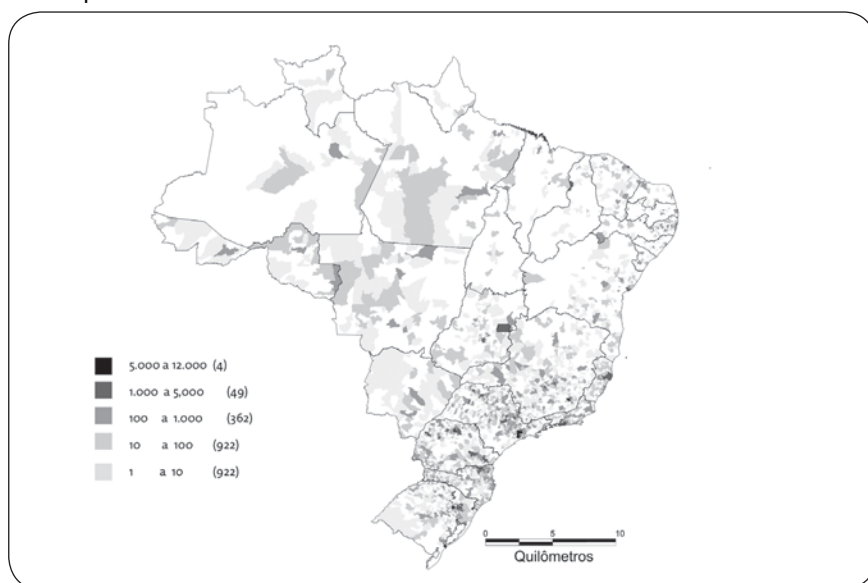 5.000 a 12.000 (4)
1.000 a 5,000 (49)
100 a 1.000 (362)
10 a 100 (922)
1 a 10 (922)
0 5 10
Quilômetros